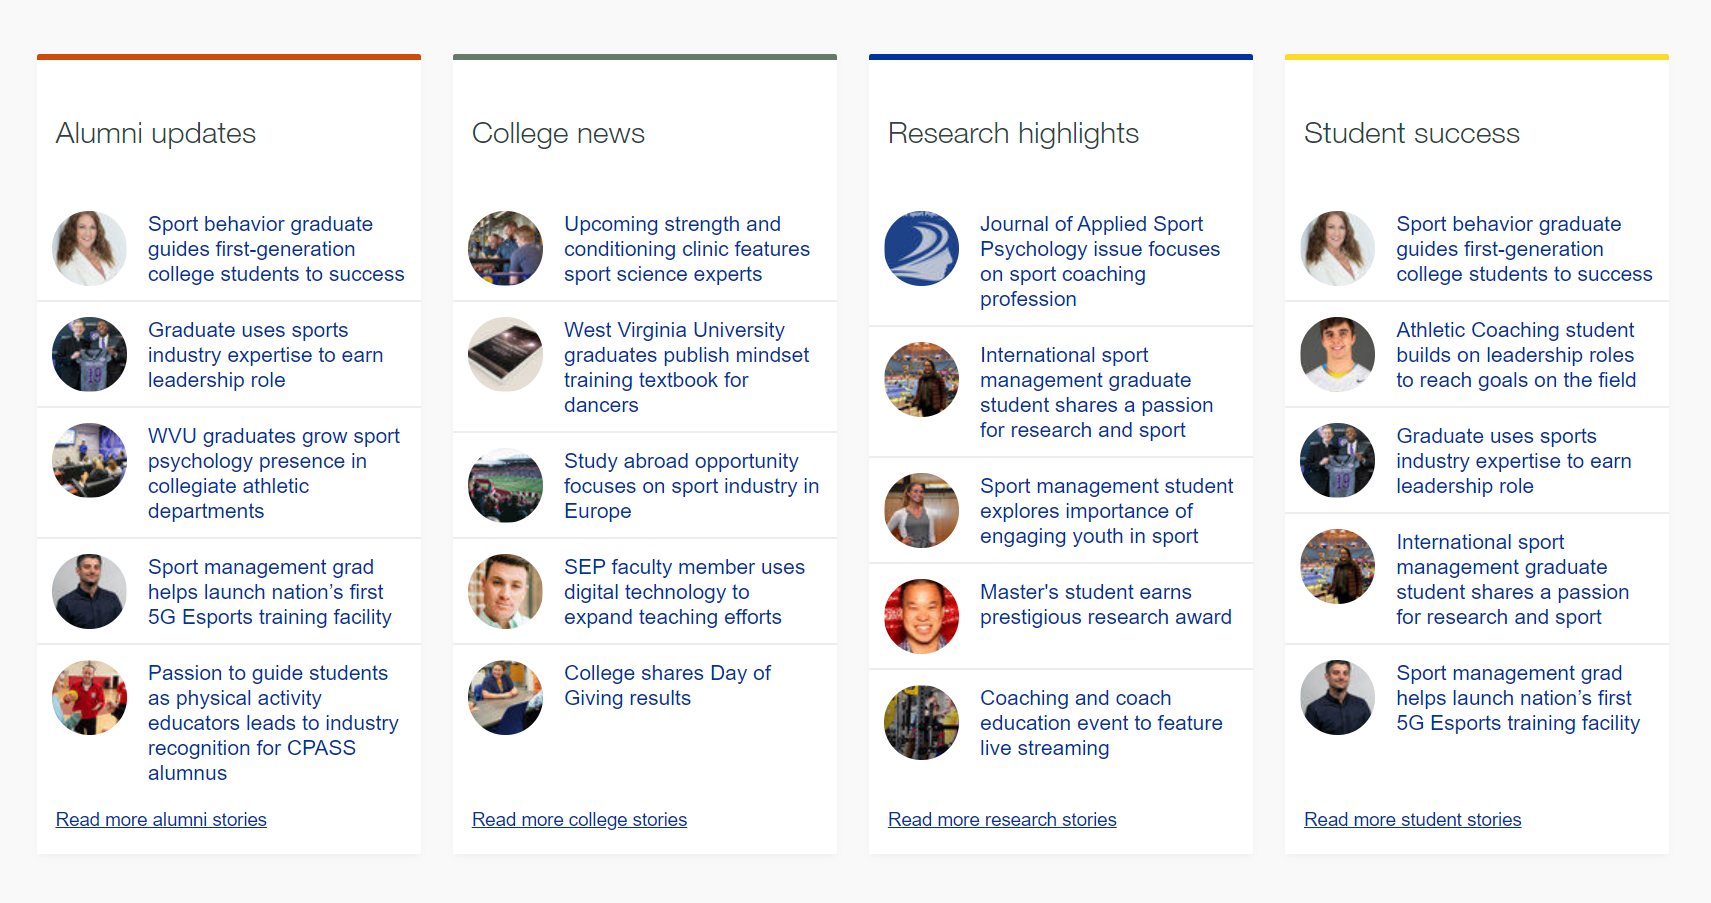 Alumni updates
Sport behavior graduate
guides first-generation
college students to success
Graduate uses sports
industry expertise to earn
leadership role
WVU graduates grow sport
psychology presence in
collegiate athletic
departments
Sport management grad
helps launch nation’s first
5G Esports training facility
Passion to guide students
as physical activity
educators leads to industry
recognition for CPASS
alumnus
Read more alumni stories
College news
Upcoming strength and
conditioning clinic features
sport science experts
West Virginia University
graduates publish mindset
training textbook for
dancers
Study abroad opportunity
focuses on sport industry in
Europe
SEP faculty member uses
digital technology to
expand teaching efforts
College shares Day of
Giving results
Read more college stories
Research highlights
Journal of Applied Sport
Psychology issue focuses
on sport coaching
profession
International sport
management graduate
student shares a passion
for research and sport
Sport management student
explores importance of
engaging youth in sport
Master's student earns
prestigious research award
Coaching and coach
education event to feature
live streaming
Read more research stories
Student success
Sport behavior graduate
guides first-generation
college students to success
Athletic Coaching student
builds on leadership roles
to reach goals on the field
Graduate uses sports
industry expertise to earn
leadership role
International sport
management graduate
student shares a passion
for research and sport
Sport management grad
helps launch nation’s first
5G Esports training facility
Read more student stories